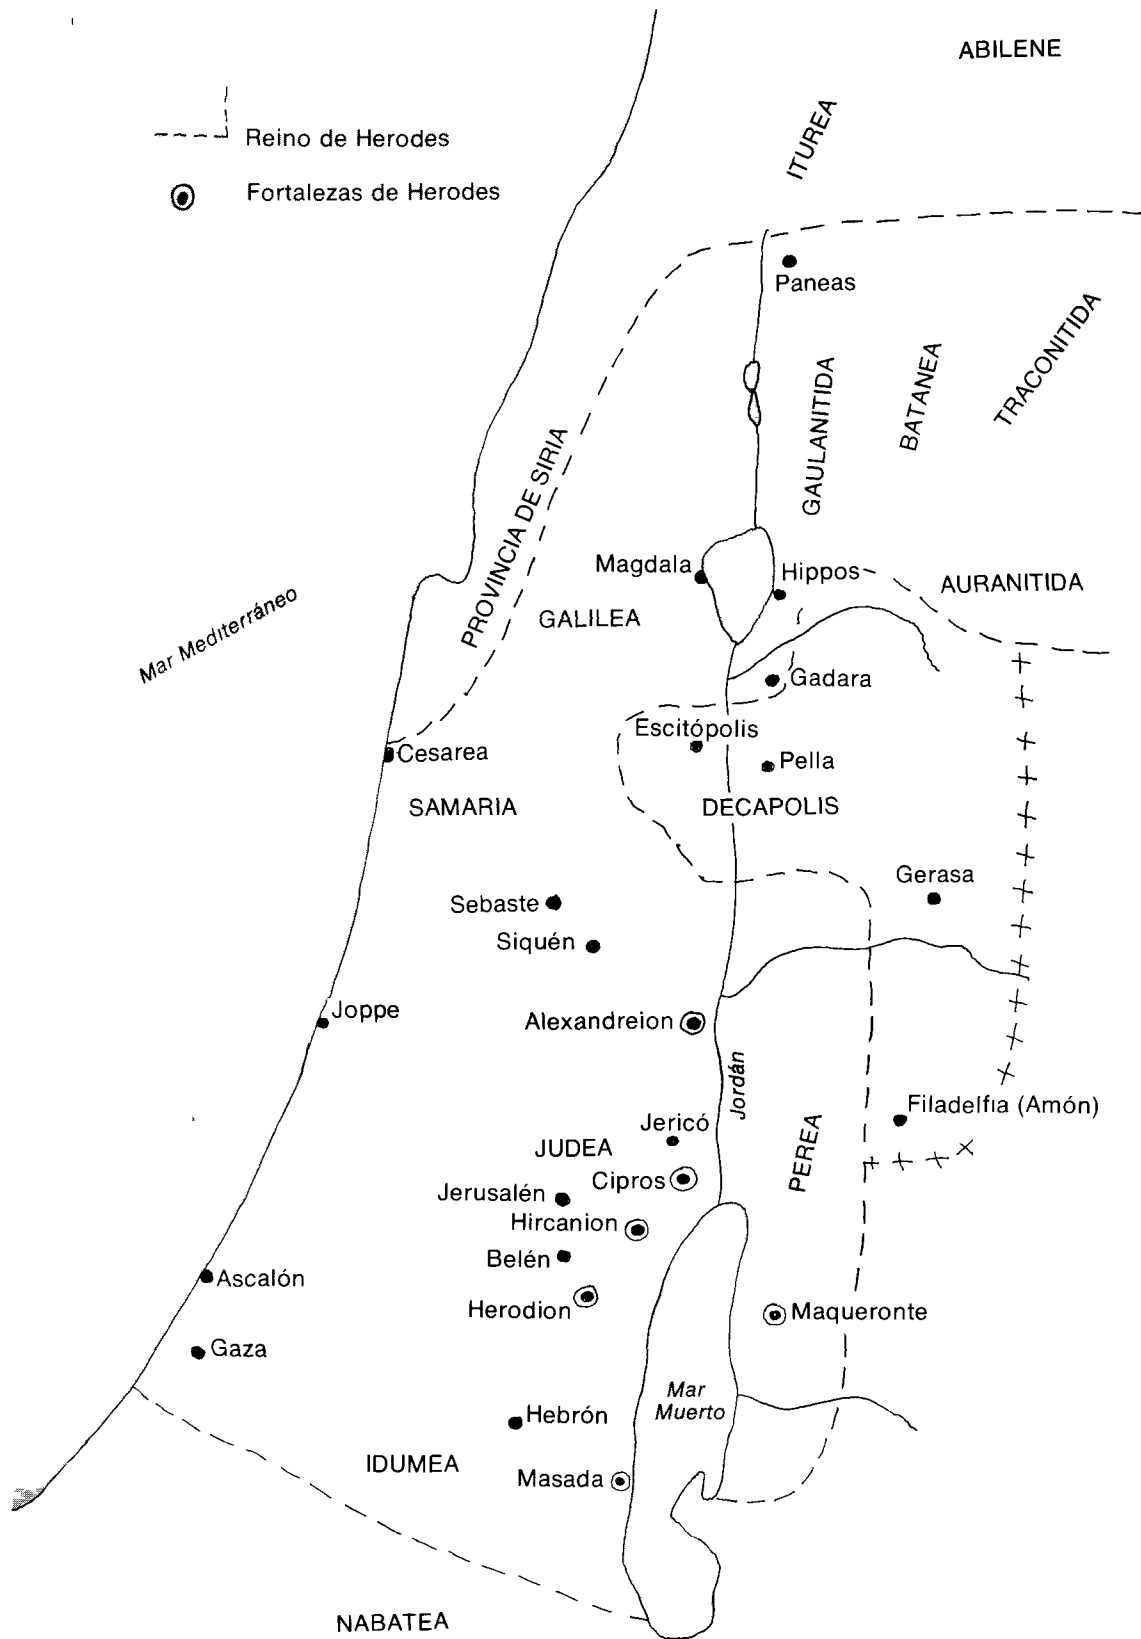 ABILENE
ITUREA
Reino de Herodes
Fortalezas de Herodes
Paneas
TRACONITIDA
BATANEA
GAULANITIDA
PROVINCIA DE SIRIA
Magdala
Hippos
AURANITIDA
Mar Mediterráneo
GALILEA
Gadara
Escitópolis
Cesarea
Pella
SAMARIA
DECAPOLIS
Gerasa
Sebaste
Siquén
Joppe
Alexandreion
Jordán
Filadelfia (Amón)
Jericó
JUDEA
PEREA
Cipros
Jerusalén
Hircanion
Belén
Ascalón
Herodion
Maqueronte
Gaza
Mar
Muerto
Hebrón
IDUMEA
Masada
NABATEA